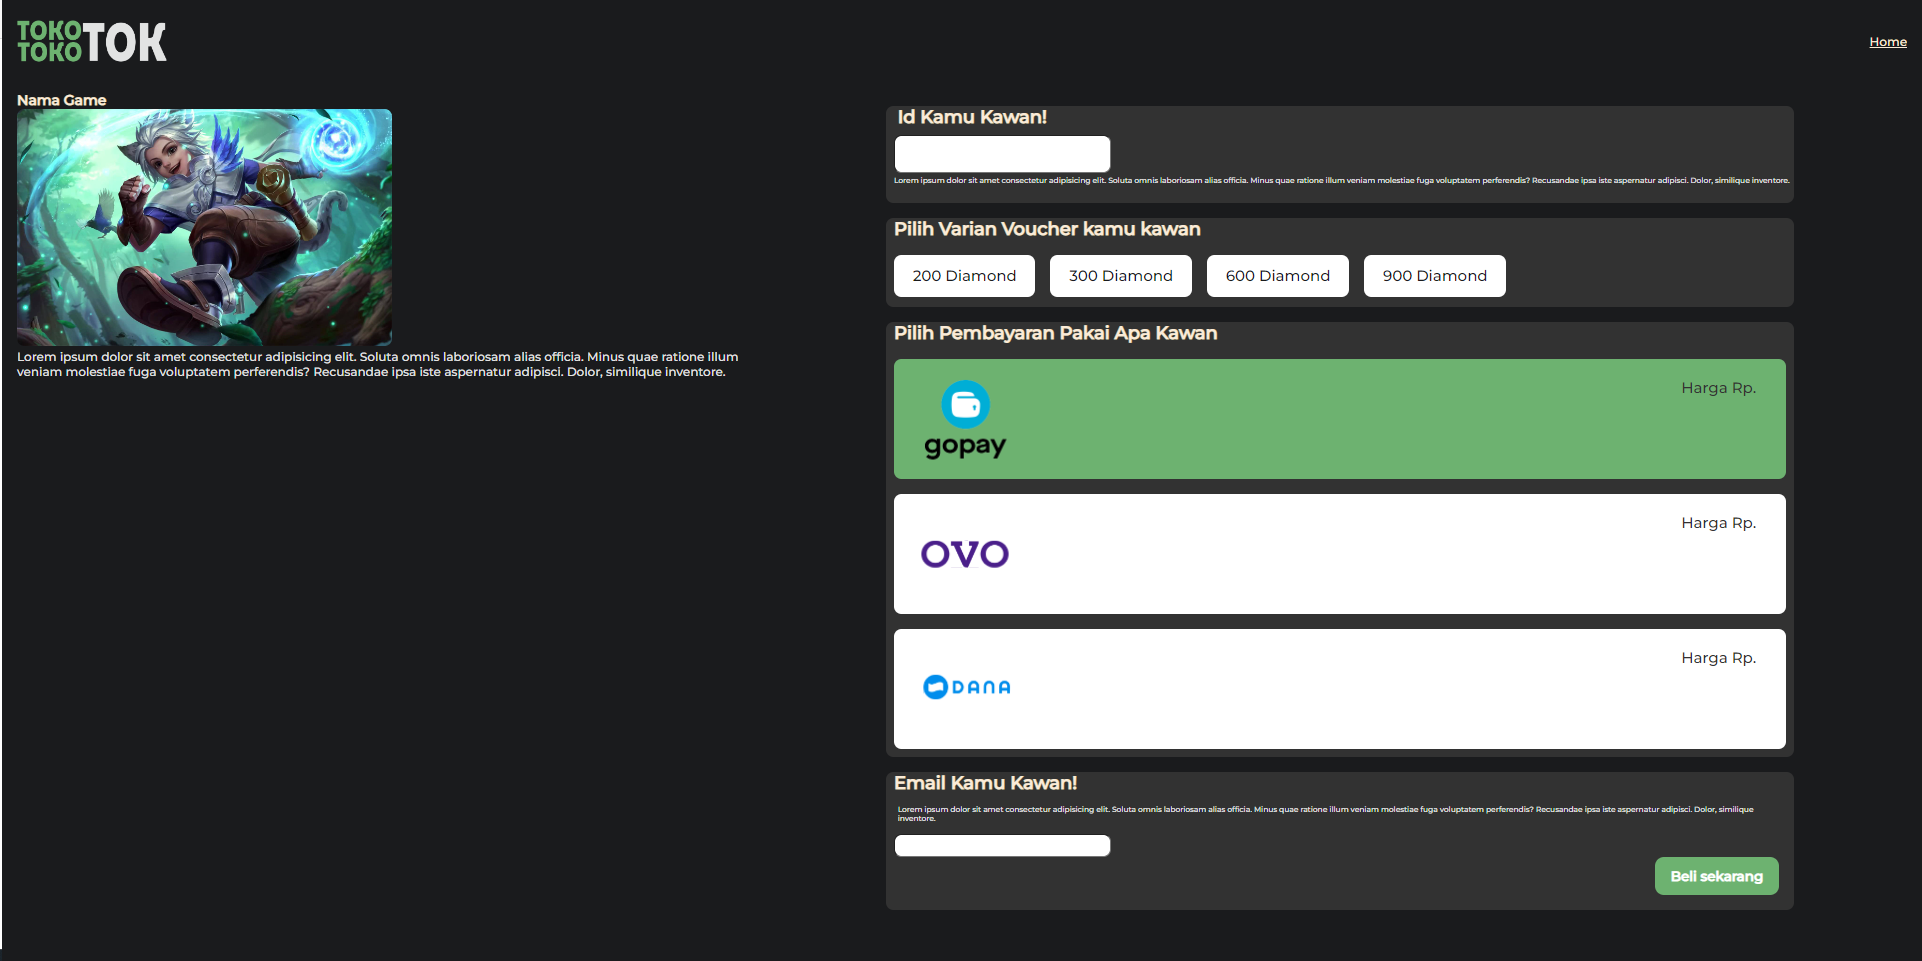 TOKO
TOKO TOK
Home
Nama Game
Lorem ipsum dolor sit amet consectetur adipisicing elit. Soluta omnis laboriosam alias officia. Minus quae ratione illum
veniam molestiae fuga voluptatem perferendis? Recusandae ipsa iste aspernatur adipisci. Dolor, similique inventore.
Id Kamu Kawan!
Lorem ipsum dolor sit amet consectetur adipisicing elit. Soluta omnis laboriosam alias officia. Minus quae ratione illum veniam molestiae fuga voluptatem perferendis? Recusandae ipsa iste aspernatur adipisci. Dolor, similique inventore.
Pilih Varian Voucher kamu kawan
200 Diamond
300 Diamond
600 Diamond
900 Diamond
Pilih Pembayaran Pakai Apa Kawan
Harga Rp.
gopay
Harga Rp.
OVO
Harga Rp.
DANA
Email Kamu Kawan!
Lorem ipsum dolor sit amet consectetur adipisicing elit. Soluta omnis laboriosam alias officia. Minus quae ratione illum veniam molestiae fuga voluptatem perferendis? Recusandae ipsa iste aspernatur adipisci. Dolor, similique
inventore.
Beli sekarang